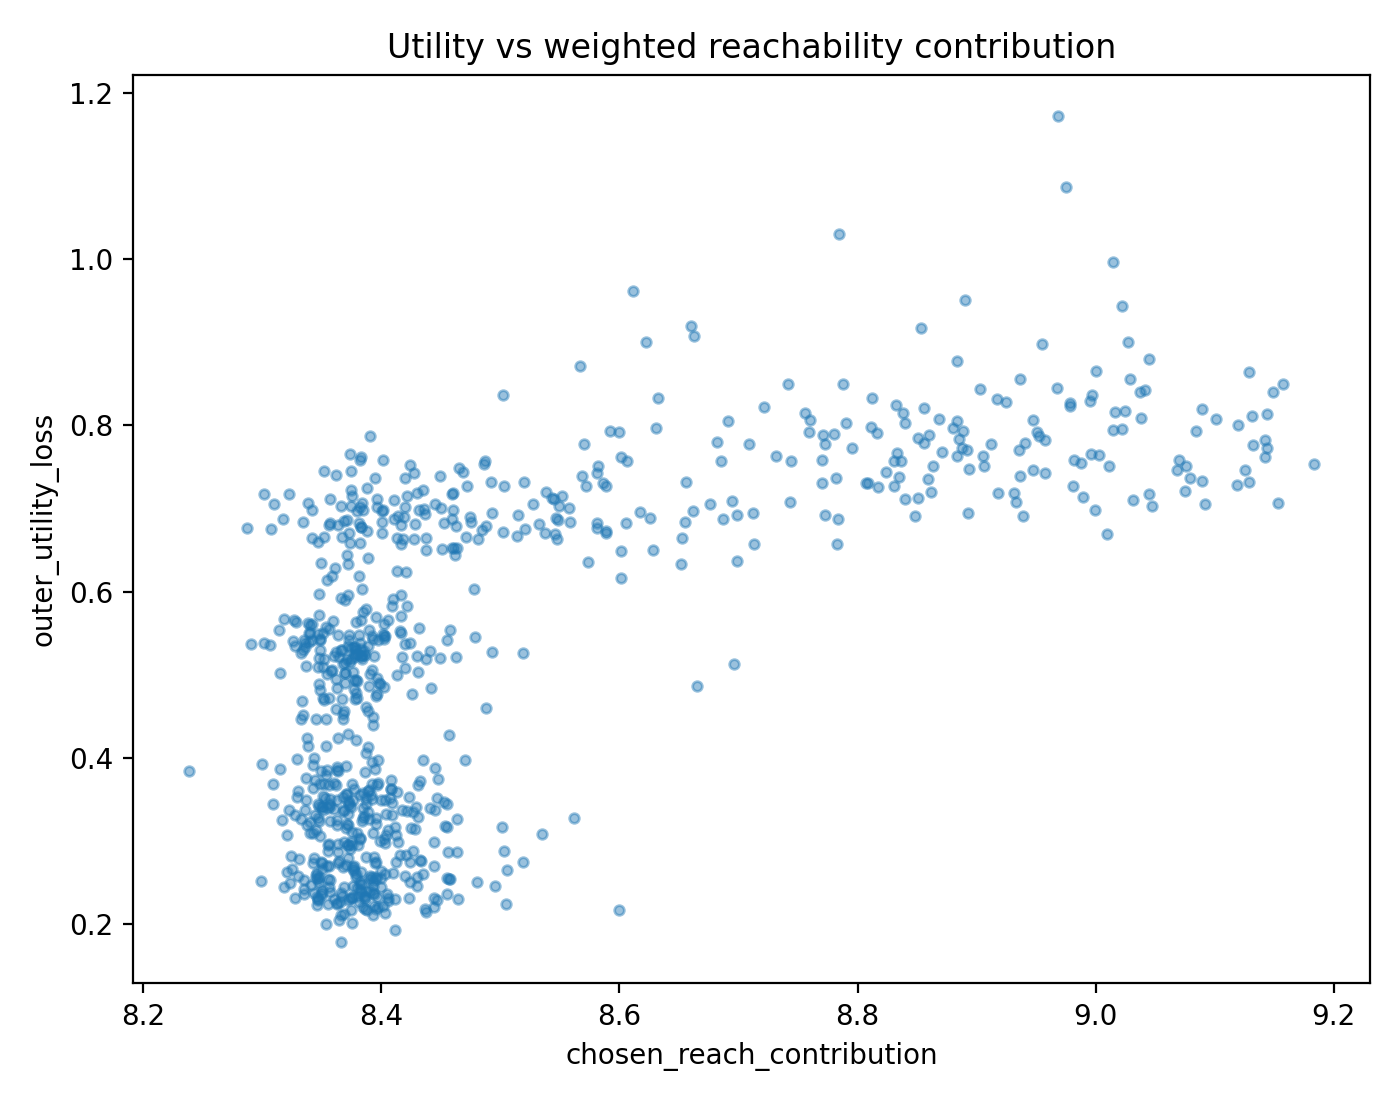 Utility vs weighted reachability contribution
outer_utility_loss
1.2
1.0
0.8
0.6
0.4
0.2
8.2 8.4 8.6 8.8 9.0 9.2
chosen_reach_contribution